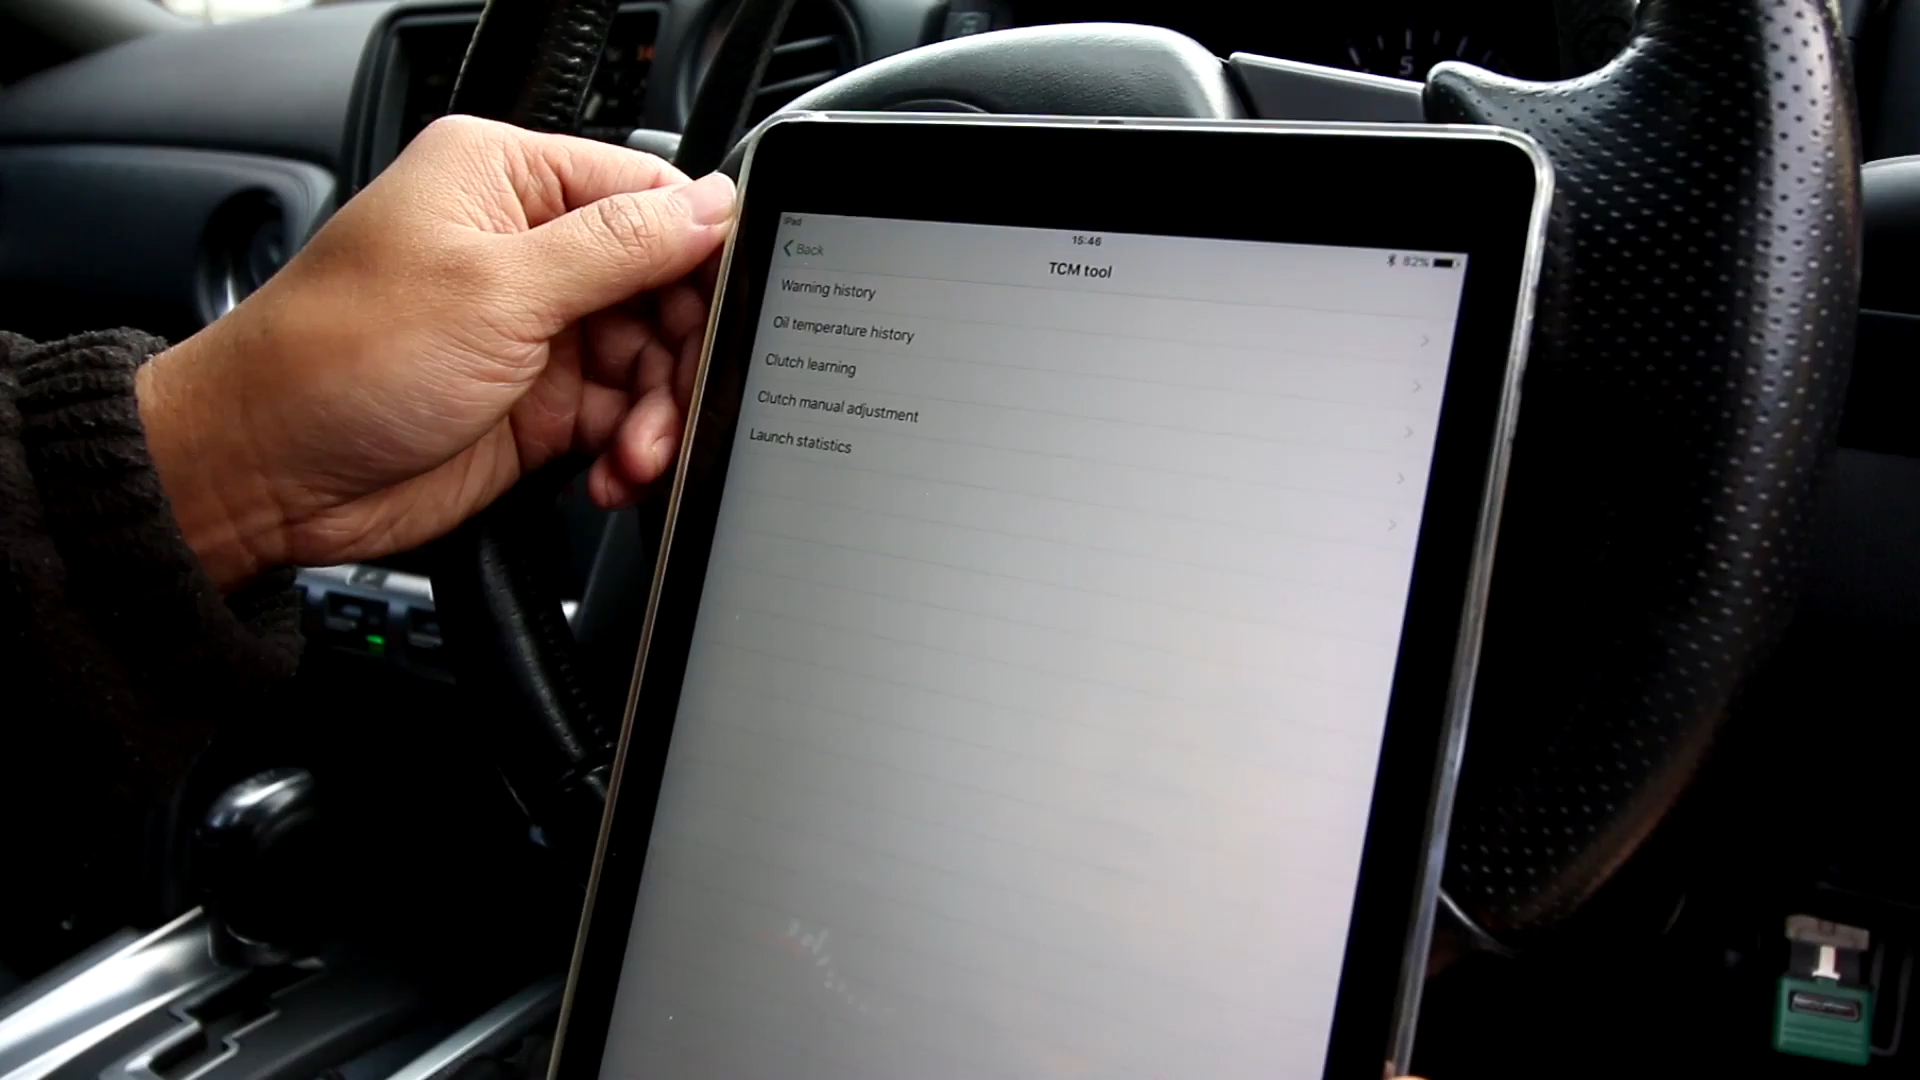 5
iPad
15:46
82%
Back
TCM tool
Warning history
Oil temperature history
Clutch learning
Clutch manual adjustment
Launch statistics